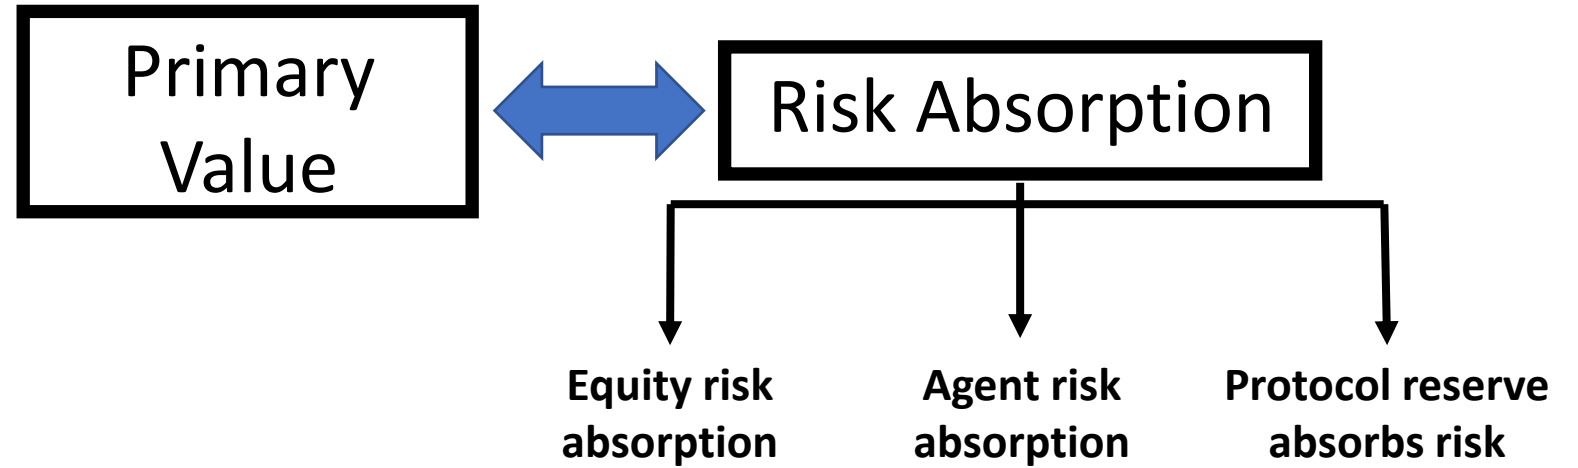 Primary
Value
Risk Absorption
Equity risk
absorption
Agent risk
absorption
Protocol reserve
absorbs risk